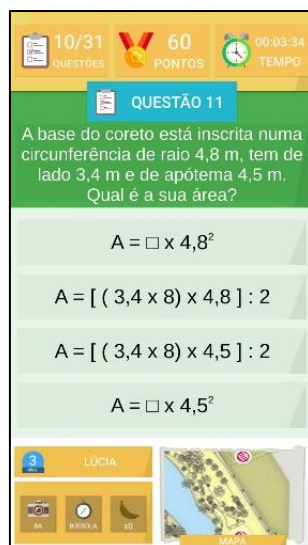 10/31
QUESTÕES
60
PONTOS
00:03:34
TEMPO
QUESTÃO 11
A base do coreto está inscrita numa
circunferência de raio 4,8 m, tem de
lado 3,4 m e de apótema 4,5 m.
Qual é a sua área?
A = □ x 4,8²
A = [ ( 3,4 x 8) x 4,8 ] : 2
A = [ ( 3,4 x 8) x 4,5 ] : 2
A = □ x 4,5²
3
LÚCIA
RA
BÚSSOLA
x0
MAPA